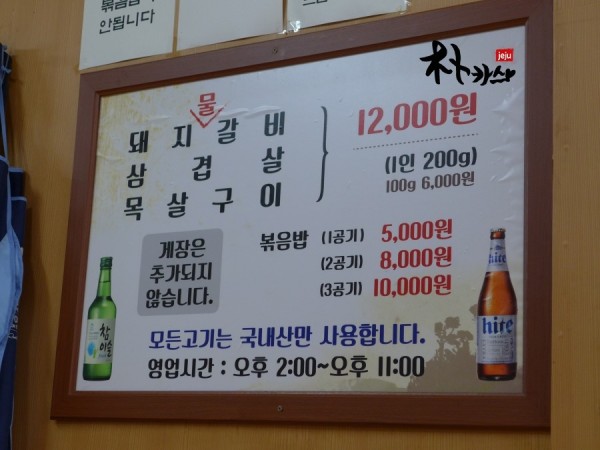 안됩니다
朴가네
jeju
물
돼지갈비
삼겹살
목살구이
12,000원
(1인 200g)
100g 6,000원
게장은
추가되지
않습니다.
볶음밥 (1공기) 5,000원
(2공기) 8,000원
(3공기) 10,000원
모든고기는 국내산만 사용합니다.
영업시간 : 오후 2:00~오후 11:00
참이슬
hite
hite